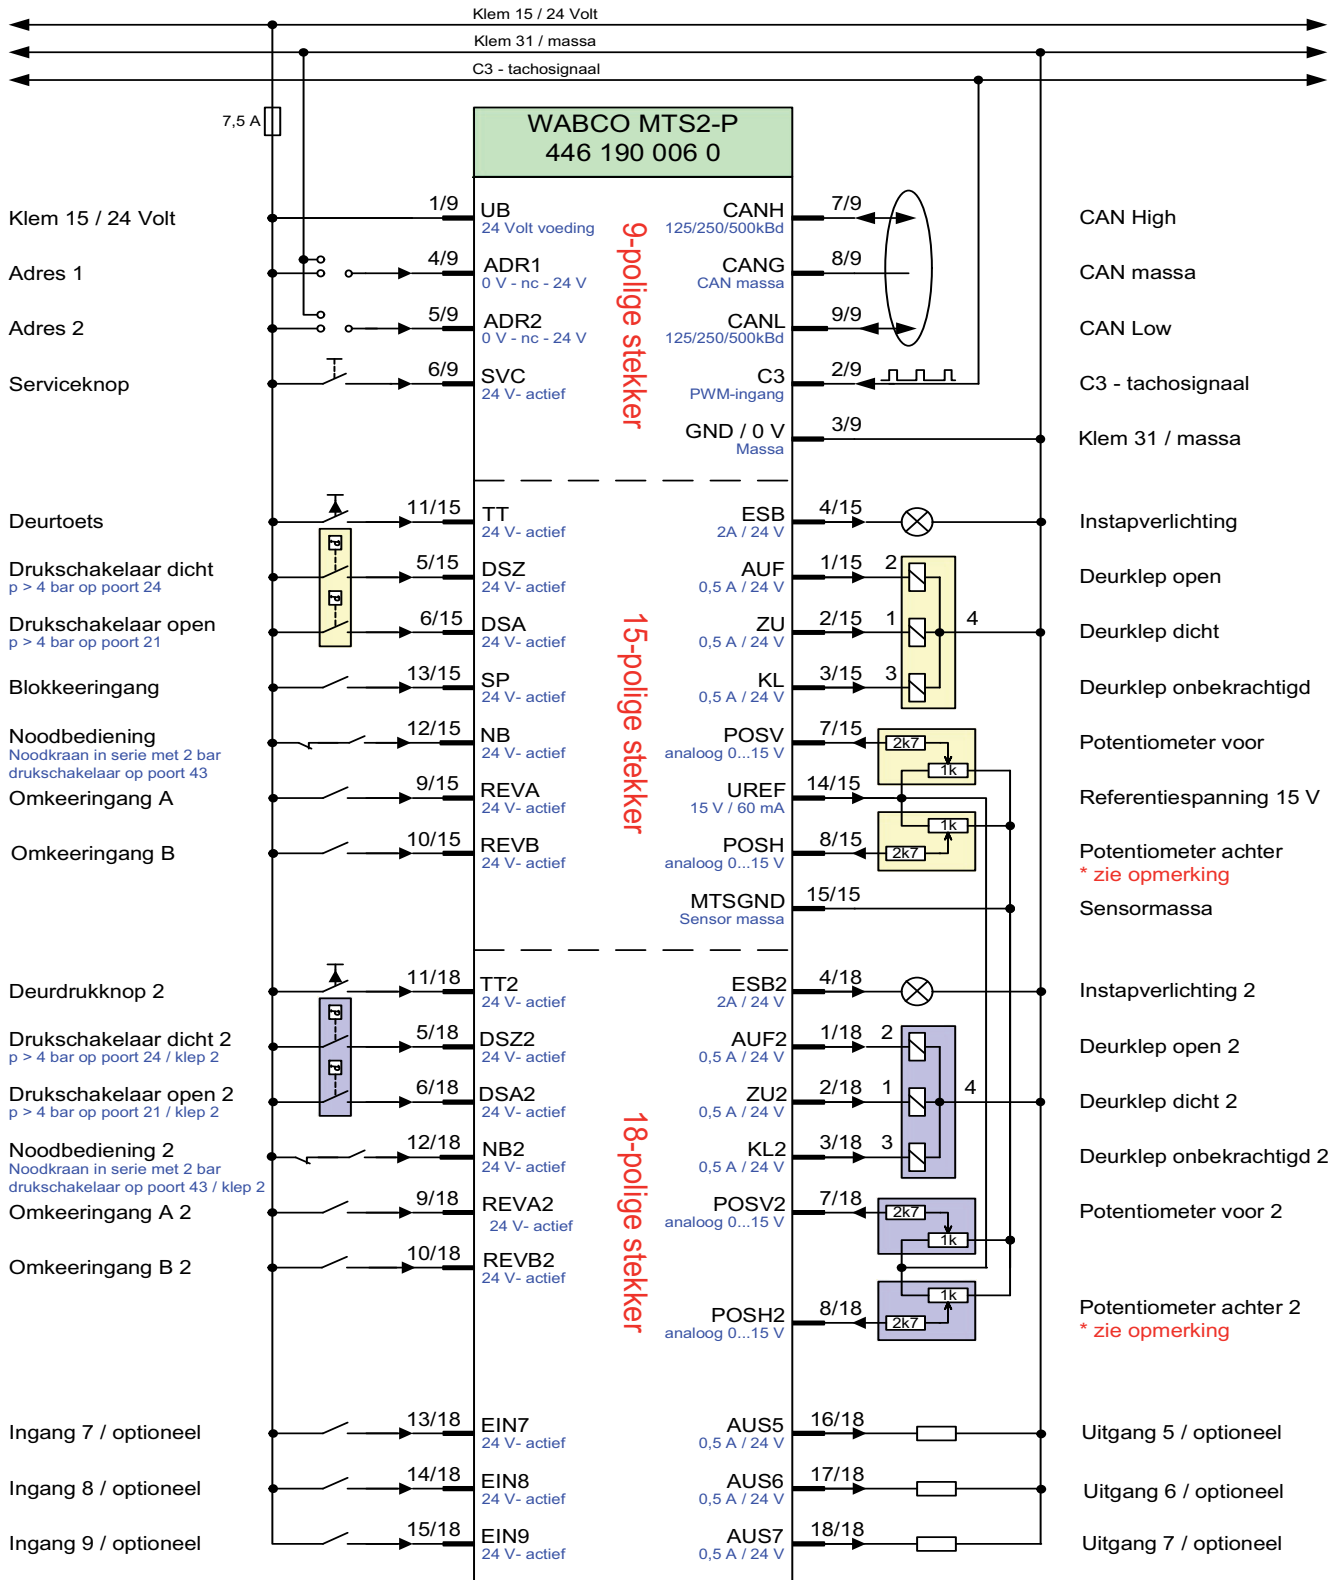 Klem 15 / 24 Volt
Klem 31 / massa
C3 - tachosignaal
7,5 A
WABCO MTS2-P
446 190 006 0
9-polige stekker
Klem 15 / 24 Volt
1/9
UB
24 Volt voeding
CANH
125/250/500kBd
7/9
CAN High
Adres 1
4/9
ADR1
0 V - nc - 24 V
CANG
CAN massa
8/9
CAN massa
Adres 2
5/9
ADR2
0 V - nc - 24 V
CANL
125/250/500kBd
9/9
CAN Low
Serviceknop
6/9
SVC
24 V- actief
C3
PWM-ingang
2/9
C3 - tachosignaal
GND / 0 V
Massa
3/9
Klem 31 / massa
15-polige stekker
Deurtoets
11/15
TT
24 V- actief
ESB
2A / 24 V
4/15
Instapverlichting
Drukschakelaar dicht
p > 4 bar op poort 24
P
5/15
DSZ
24 V- actief
AUF
0,5 A / 24 V
1/15
2
Deurklep open
Drukschakelaar open
p > 4 bar op poort 21
P
6/15
DSA
24 V- actief
ZU
0,5 A / 24 V
2/15
1
4
Deurklep dicht
Blokkeeringang
13/15
SP
24 V- actief
KL
0,5 A / 24 V
3/15
3
Deurklep onbekrachtigd
Noodbediening
Noodkraan in serie met 2 bar
drukschakelaar op poort 43
12/15
NB
24 V- actief
POSV
analoog 0...15 V
7/15
2k7
1k
Potentiometer voor
Omkeeringang A
9/15
REVA
24 V- actief
UREF
15 V / 60 mA
14/15
Referentiespanning 15 V
Omkeeringang B
10/15
REVB
24 V- actief
POSH
analoog 0...15 V
8/15
1k
2k7
Potentiometer achter
* zie opmerking
MTSGND
Sensor massa
15/15
Sensormassa
18-polige stekker
Deurdrukknop 2
11/18
TT2
24 V- actief
ESB2
2A / 24 V
4/18
Instapverlichting 2
Drukschakelaar dicht 2
p > 4 bar op poort 24 / klep 2
P
5/18
DSZ2
24 V- actief
AUF2
0,5 A / 24 V
1/18
2
Deurklep open 2
Drukschakelaar open 2
p > 4 bar op poort 21 / klep 2
P
6/18
DSA2
24 V- actief
ZU2
0,5 A / 24 V
2/18
1
4
Deurklep dicht 2
Noodbediening 2
Noodkraan in serie met 2 bar
drukschakelaar op poort 43 / klep 2
12/18
NB2
24 V- actief
KL2
0,5 A / 24 V
3/18
3
Deurklep onbekrachtigd 2
Omkeeringang A 2
9/18
REVA2
24 V- actief
POSV2
analoog 0...15 V
7/18
2k7
1k
Potentiometer voor 2
Omkeeringang B 2
10/18
REVB2
24 V- actief
POSH2
analoog 0...15 V
8/18
1k
2k7
Potentiometer achter 2
* zie opmerking
Ingang 7 / optioneel
13/18
EIN7
24 V- actief
AUS5
0,5 A / 24 V
16/18
Uitgang 5 / optioneel
Ingang 8 / optioneel
14/18
EIN8
24 V- actief
AUS6
0,5 A / 24 V
17/18
Uitgang 6 / optioneel
Ingang 9 / optioneel
15/18
EIN9
24 V- actief
AUS7
0,5 A / 24 V
18/18
Uitgang 7 / optioneel